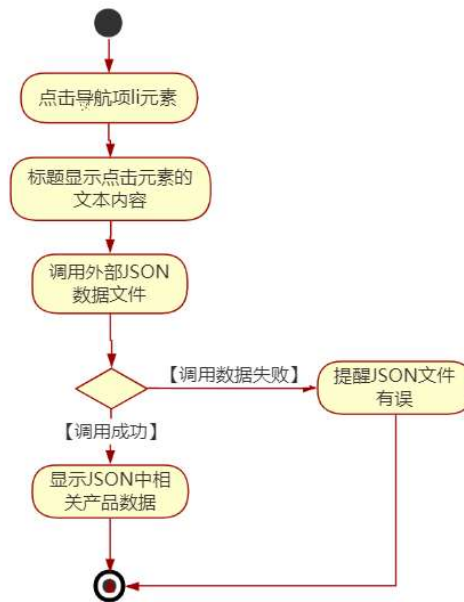 点击导航项li元素
标题显示点击元素的
文本内容
调用外部JSON
数据文件
【调用数据失败】
提醒JSON文件
有误
【调用成功】
显示JSON中相
关产品数据